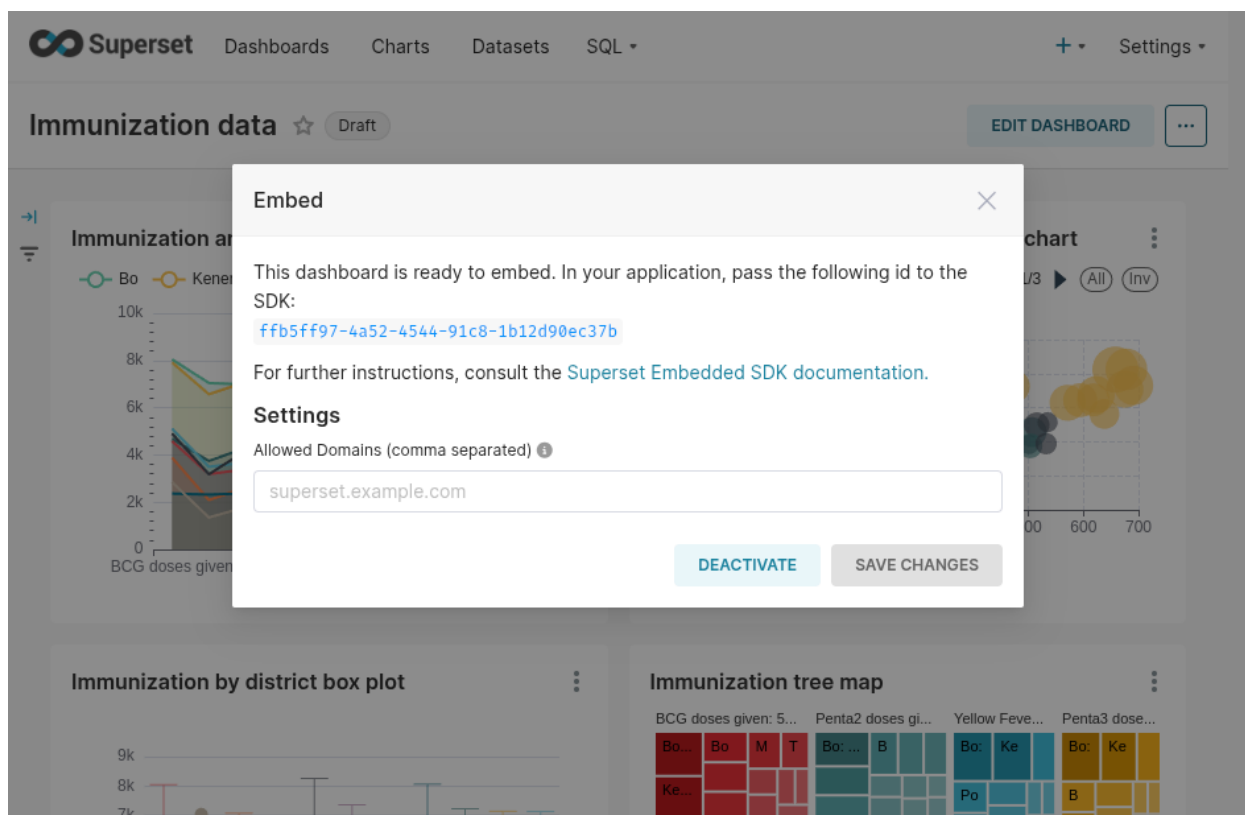 Superset Dashboards Charts Datasets SQL + Settings
Immunization data Draft EDIT DASHBOARD ...
Embed
This dashboard is ready to embed. In your application, pass the following id to the
SDK:
ffb5ff97-4a52-4544-91c8-1b12d90ec37b
For further instructions, consult the Superset Embedded SDK documentation.
Settings
Allowed Domains (comma separated)
superset.example.com
DEACTIVATE SAVE CHANGES
Immunization
Bo
10k
8k
6k
4k
2k
0
BCG doses given
chart
1/3 All Inv
600 700
Immunization by district box plot
9k
8k
7k
Immunization tree map
BCG doses given: 5... Penta2 doses gi... Yellow Feve... Penta3 dose...
Bo... Bo M T Bo: ... B Bo: Ke Bo: Ke
Ke... Po B